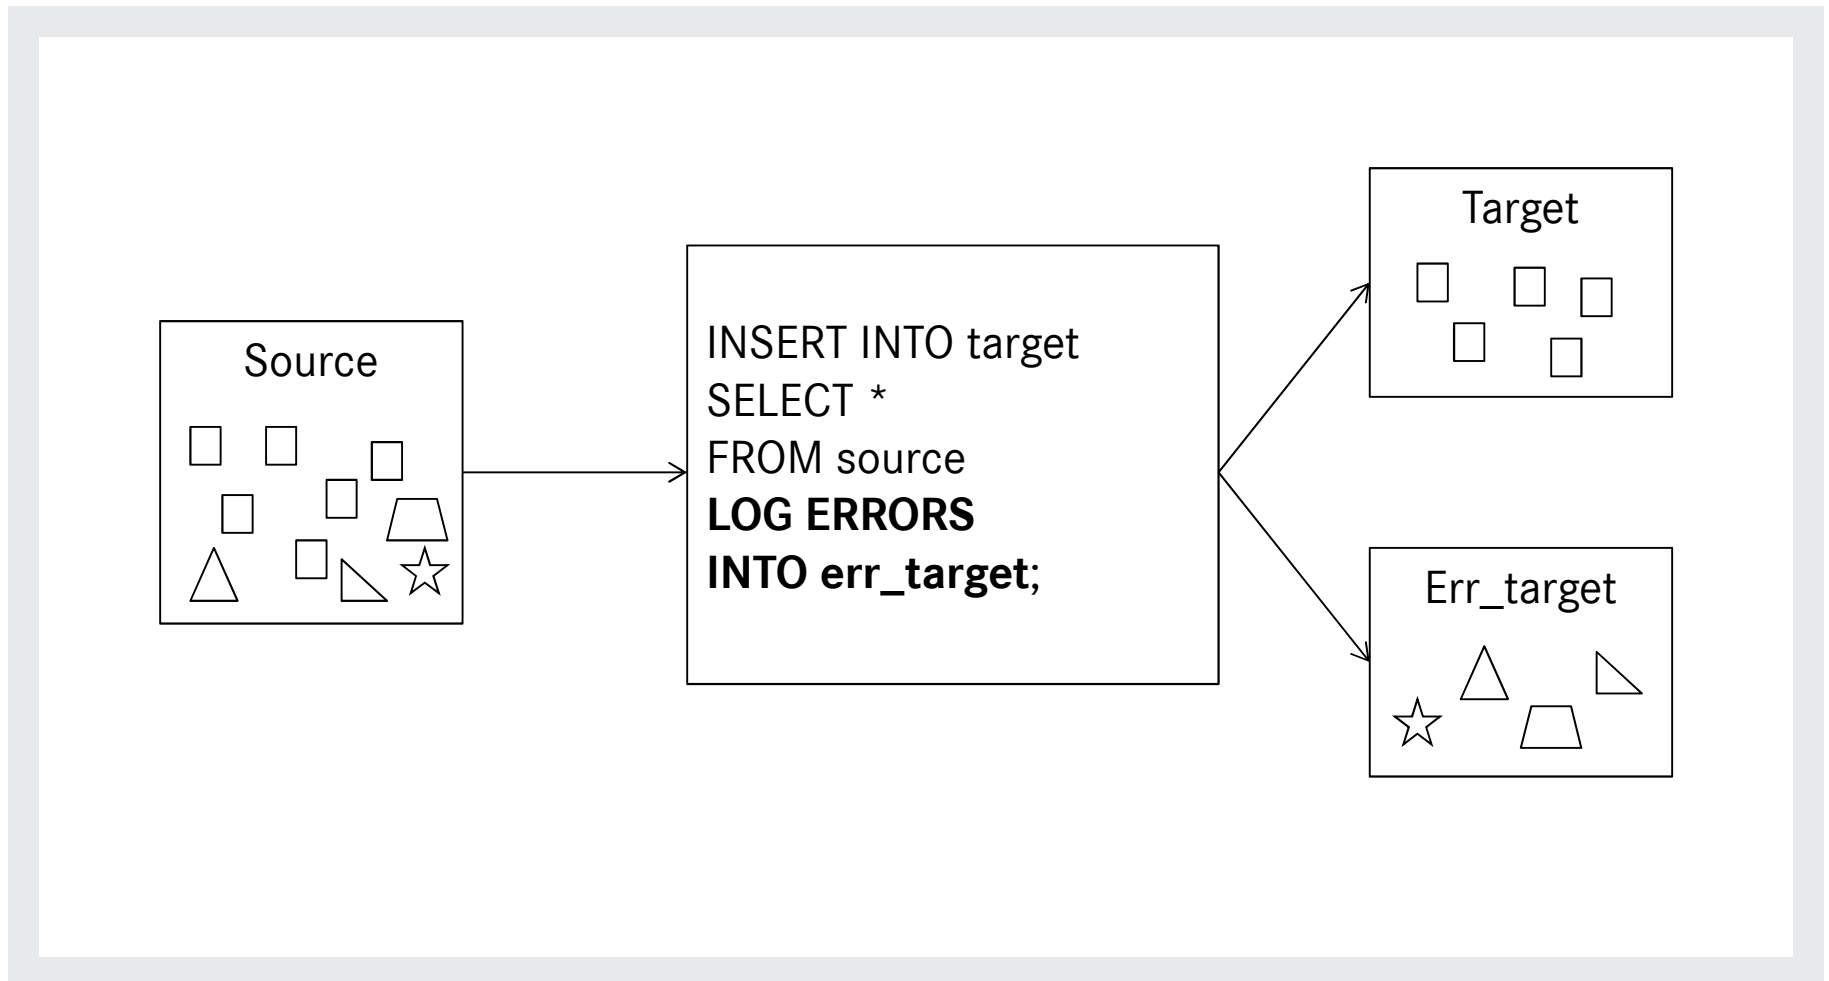 Source
INSERT INTO target
SELECT *
FROM source
LOG ERRORS
INTO err_target;
Target
Err_target